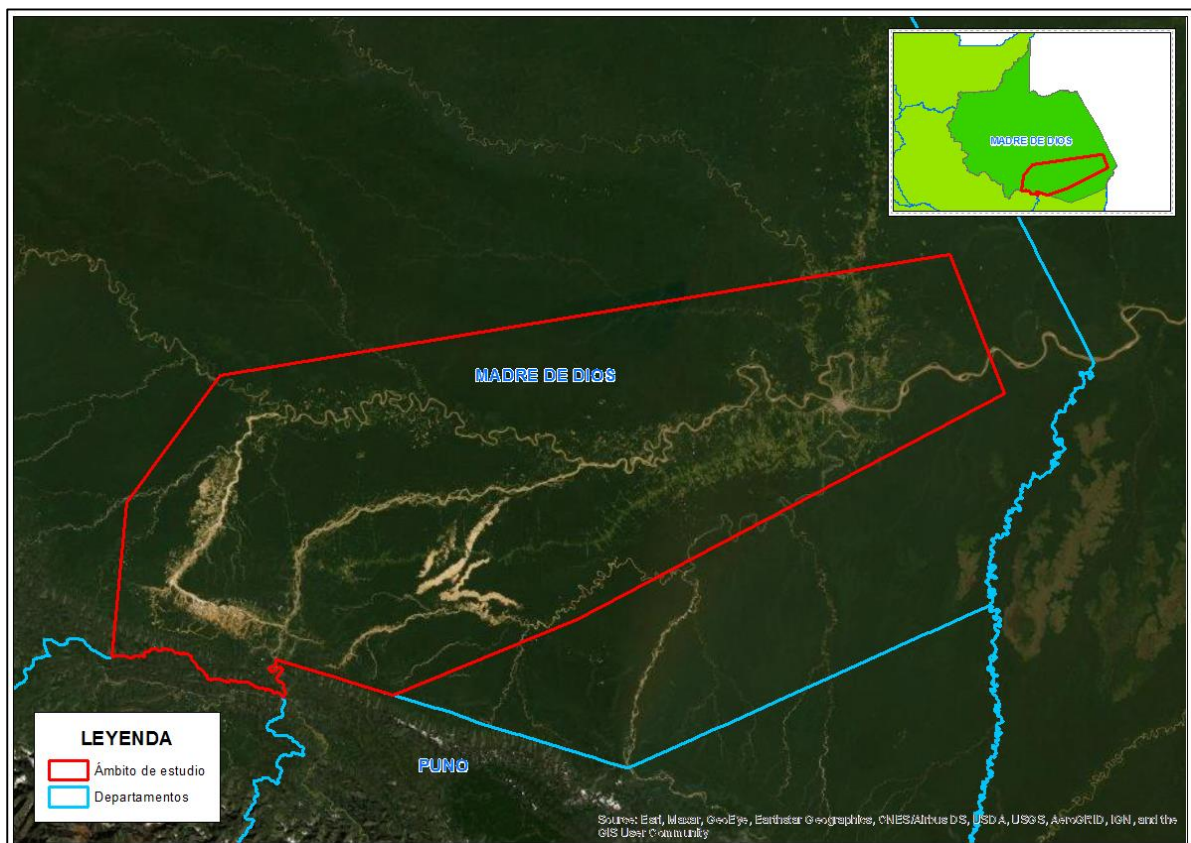 MADRE DE DIOS
MADRE DE DIOS
PUNO
LEYENDA
Ámbito de estudio
Departamentos
Source: Esri, Maxar, GeoEye, Earthstar Geographics, CNES/Airbus DS, USDA, USGS, AeroGRID, IGN, and the
GIS User Community